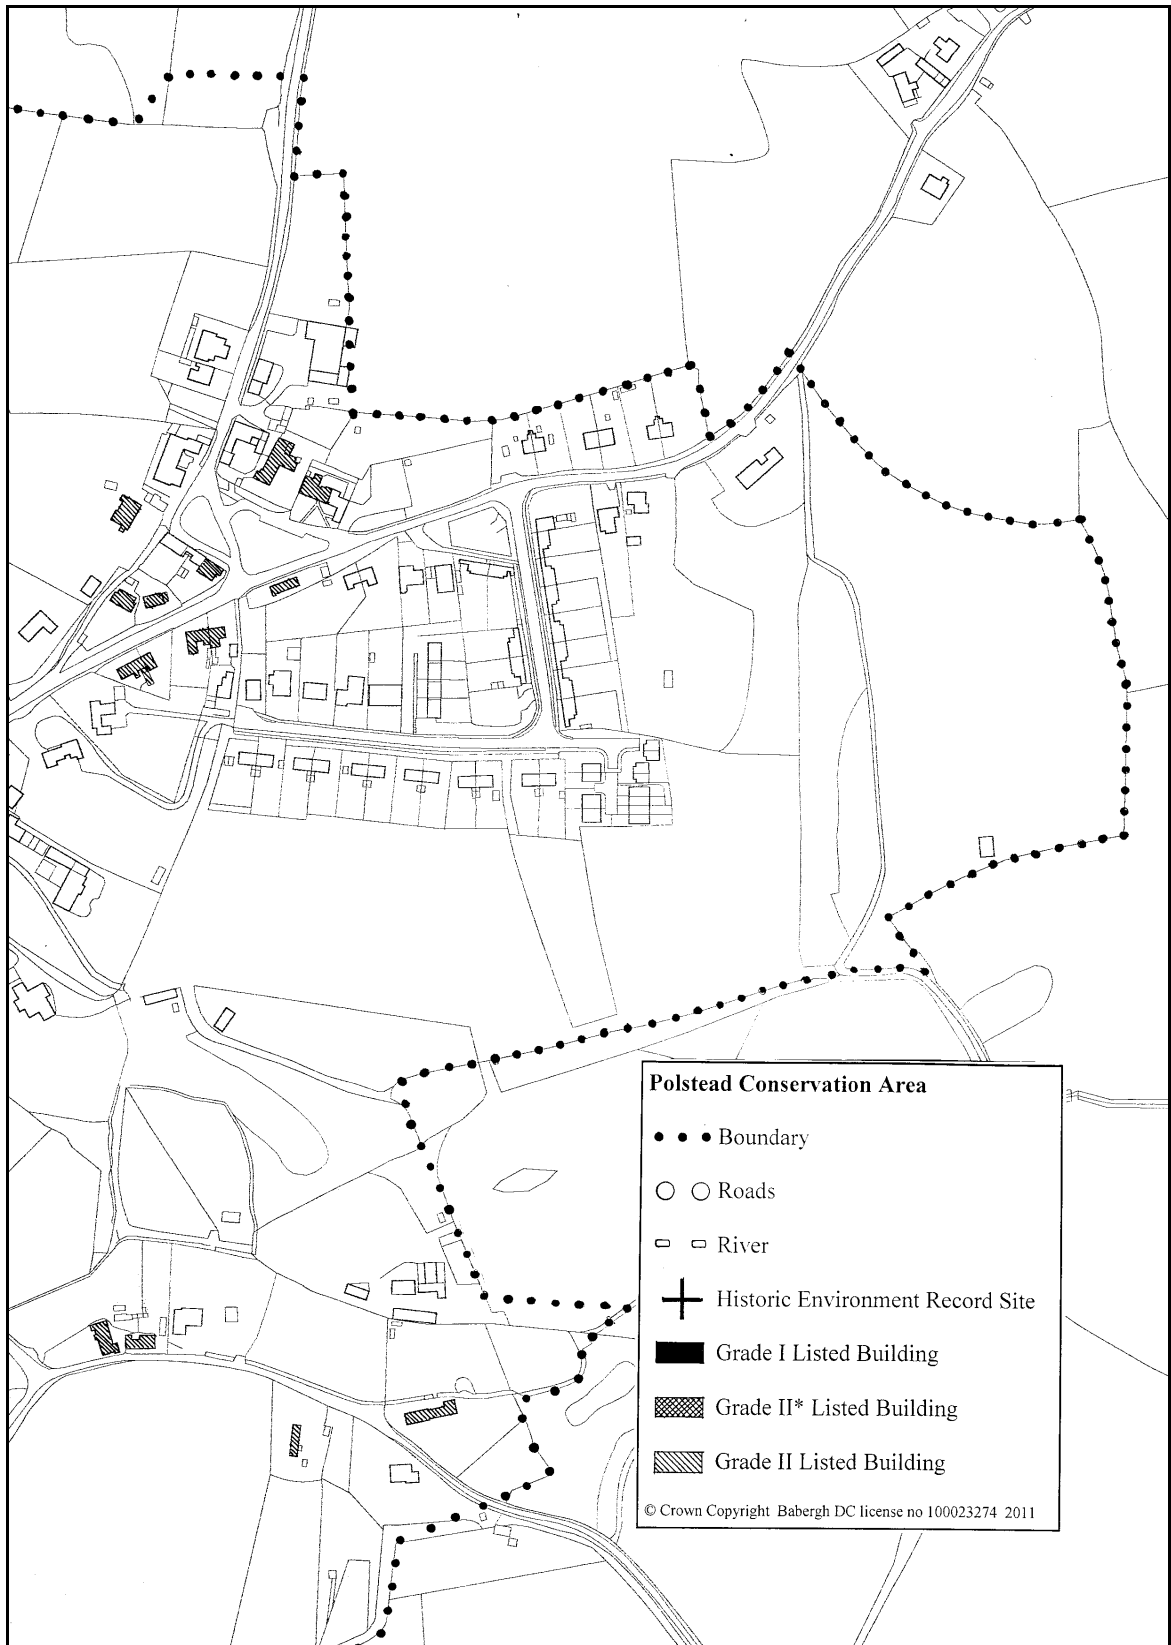 Polstead Conservation Area
Boundary
Roads
River
Historic Environment Record Site
Grade I Listed Building
Grade II* Listed Building
Grade II Listed Building
© Crown Copyright Babergh DC license no 100023274 2011